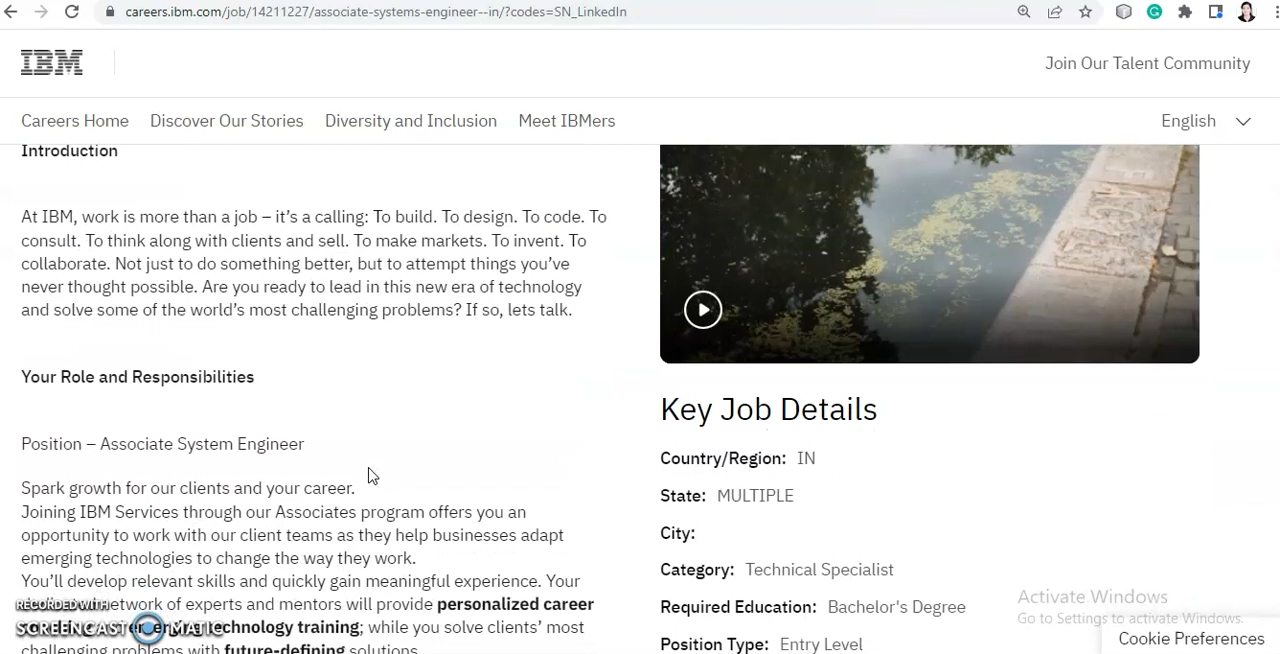 careers.ibm.com/job/14211227/associate-systems-engineer--in/?codes=SN_LinkedIn
IBM
Join Our Talent Community
Careers Home Discover Our Stories Diversity and Inclusion Meet IBMers English
Introduction
At IBM, work is more than a job – it's a calling: To build. To design. To code. To
consult. To think along with clients and sell. To make markets. To invent. To
collaborate. Not just to do something better, but to attempt things you've
never thought possible. Are you ready to lead in this new era of technology
and solve some of the world's most challenging problems? If so, lets talk.
Your Role and Responsibilities
Position – Associate System Engineer
Spark growth for our clients and your career.
Joining IBM Services through our Associates program offers you an
opportunity to work with our client teams as they help businesses adapt
emerging technologies to change the way they work.
You'll develop relevant skills and quickly gain meaningful experience. Your
network of experts and mentors will provide personalized career
technology training; while you solve clients' most
challenging problems with future-defining solutions.
RECORDED WITH
SCREENCAST MATIC
Key Job Details
Country/Region: IN
State: MULTIPLE
City:
Category: Technical Specialist
Required Education: Bachelor's Degree
Position Type: Entry Level
Activate Windows
Go to Settings to activate Windows.
Cookie Preferences